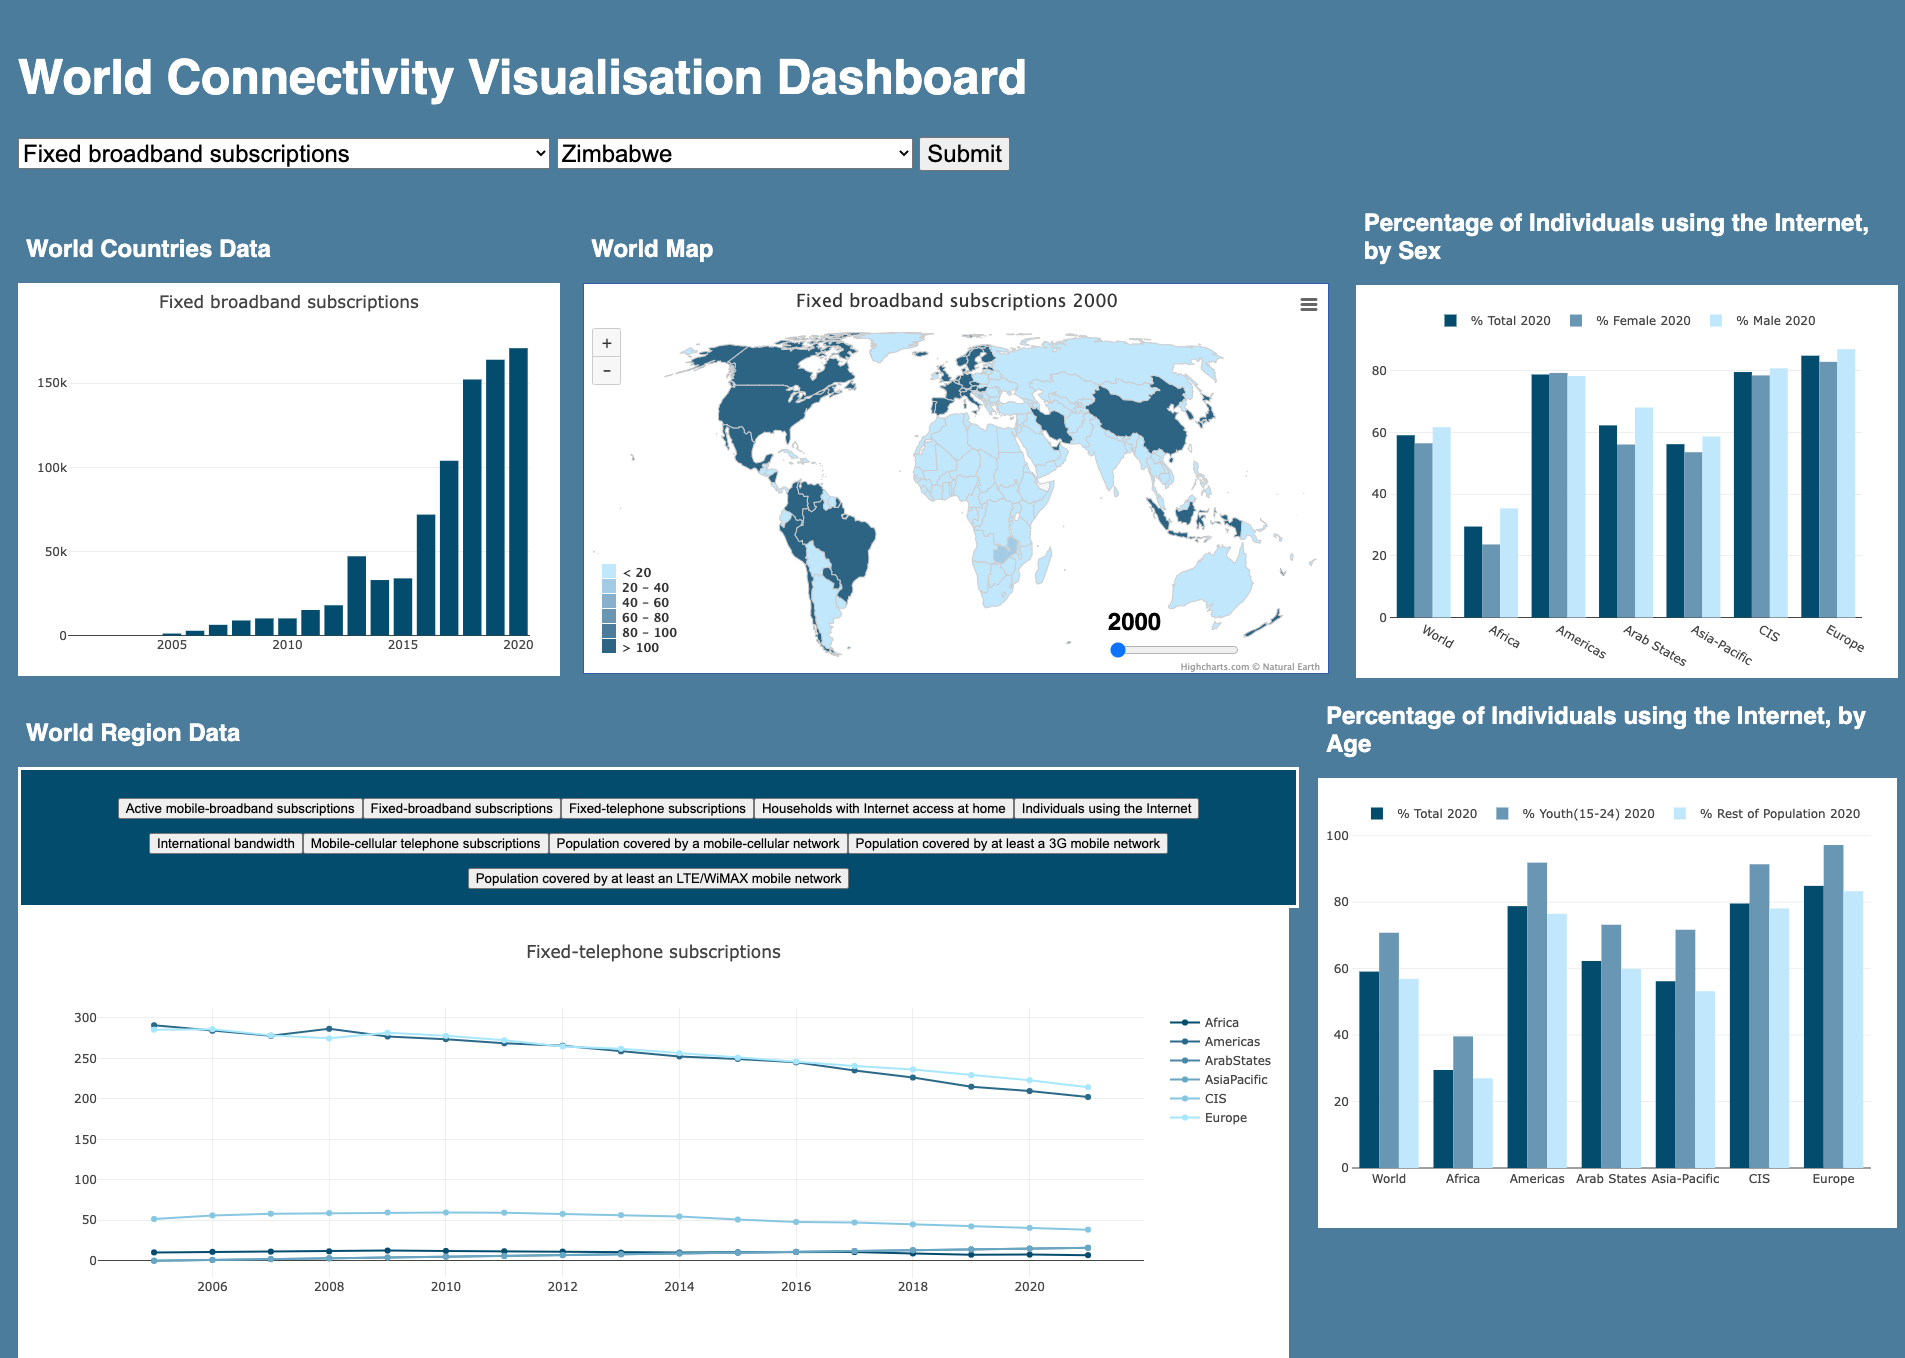 World Connectivity Visualisation Dashboard
Fixed broadband subscriptions Zimbabwe Submit
World Countries Data
Fixed broadband subscriptions
150k
100k
50k
0
2005 2010 2015 2020
World Map
Fixed broadband subscriptions 2000
+
-
< 20
20 – 40
40 – 60
60 – 80
80 – 100
> 100
2000
Highcharts.com © Natural Earth
Percentage of Individuals using the Internet,
by Sex
% Total 2020 % Female 2020 % Male 2020
80
60
40
20
0
World Africa Americas Arab States Asia-Pacific CIS Europe
World Region Data
Active mobile-broadband subscriptions Fixed-broadband subscriptions Fixed-telephone subscriptions Households with Internet access at home Individuals using the Internet
International bandwidth Mobile-cellular telephone subscriptions Population covered by a mobile-cellular network Population covered by at least a 3G mobile network
Population covered by at least an LTE/WiMAX mobile network
Fixed-telephone subscriptions
300
250
200
150
100
50
0
2006 2008 2010 2012 2014 2016 2018 2020
Africa
Americas
ArabStates
AsiaPacific
CIS
Europe
Percentage of Individuals using the Internet, by
Age
% Total 2020 % Youth(15-24) 2020 % Rest of Population 2020
100
80
60
40
20
0
World Africa Americas Arab States Asia-Pacific CIS Europe